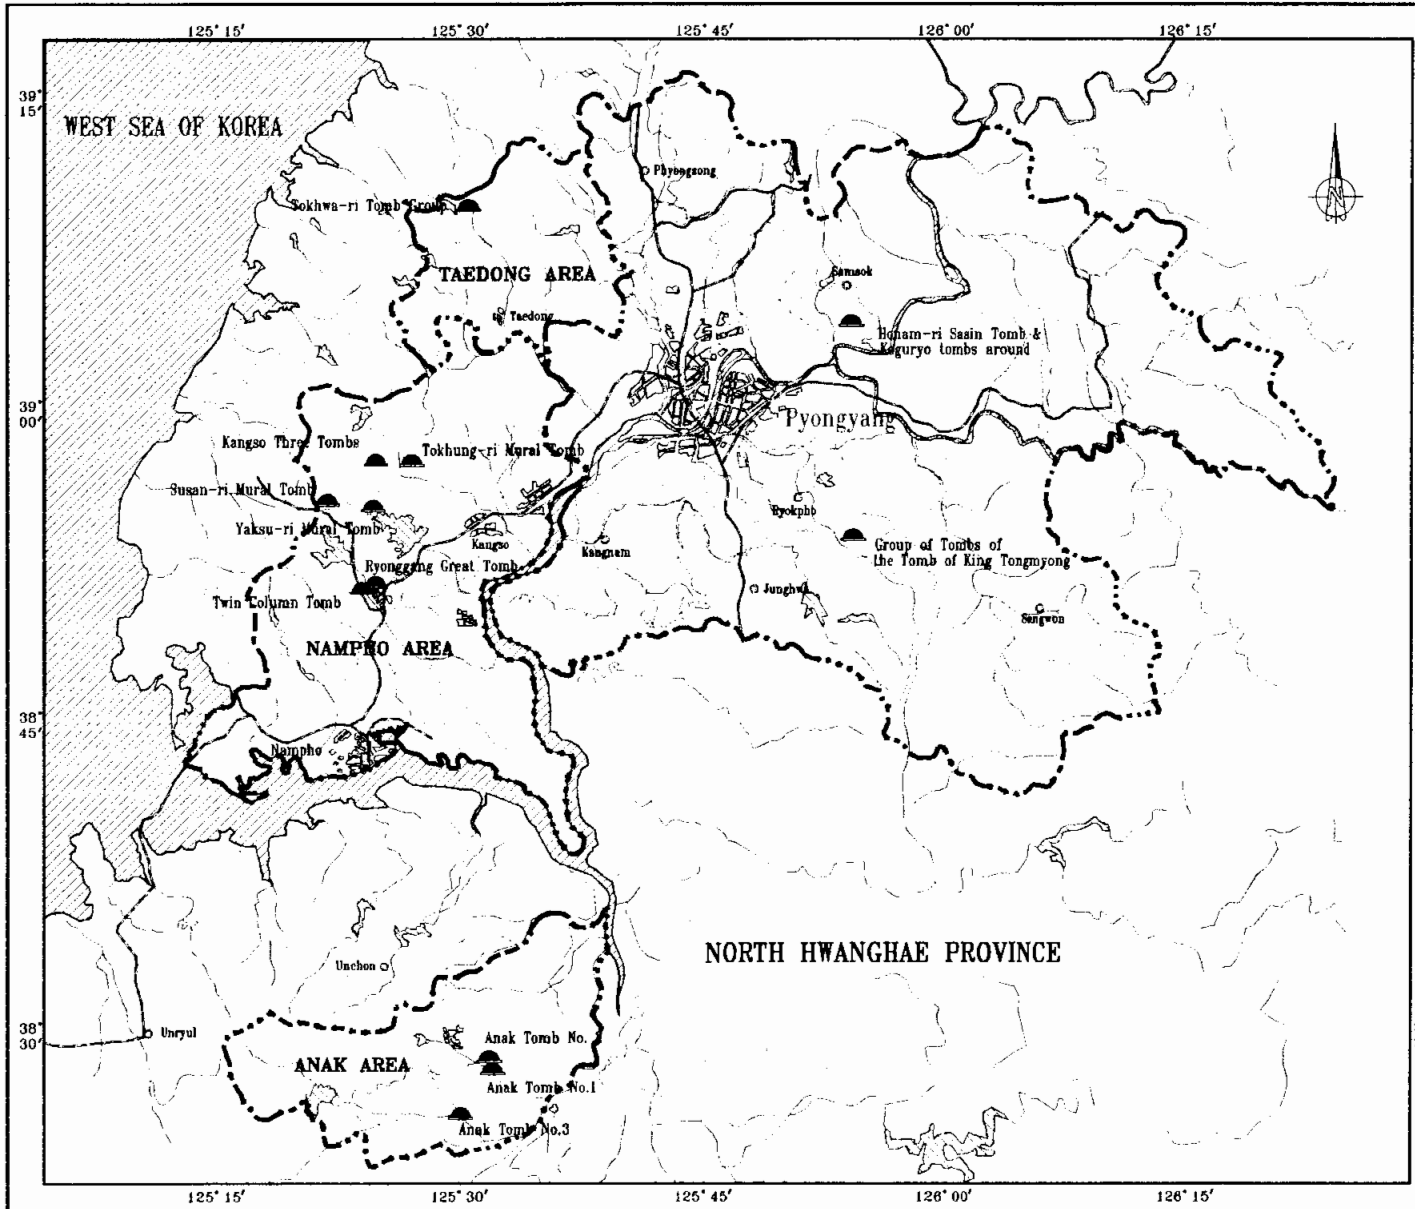 125° 15′
125° 30′
125° 45′
126° 00′
126° 15′
39°
15′
WEST SEA OF KOREA
Phyongsong
Sokhwa-ri Tomb Group
TAEDONG AREA
Samsok
Taedong
Honam-ri Sasin Tomb &
Koguryo tombs around
39°
00′
Pyongyang
Kangso Three Tombs
Tokhung-ri Mural Tomb
Susan-ri Mural Tomb
Ryokpho
Yaksu-ri Mural Tomb
Kangso
Kangnam
Group of Tombs of
the Tomb of King Tongmyong
Ryonggang Great Tomb
Junghwa
Twin Column Tomb
Sangwon
NAMPHO AREA
38°
45′
Nampho
NORTH HWANGHAE PROVINCE
Unchon
38°
30′
Unryul
Anak Tomb No.
ANAK AREA
Anak Tomb No.1
Anak Tomb No.3
125° 15′
125° 30′
125° 45′
126° 00′
126° 15′
N